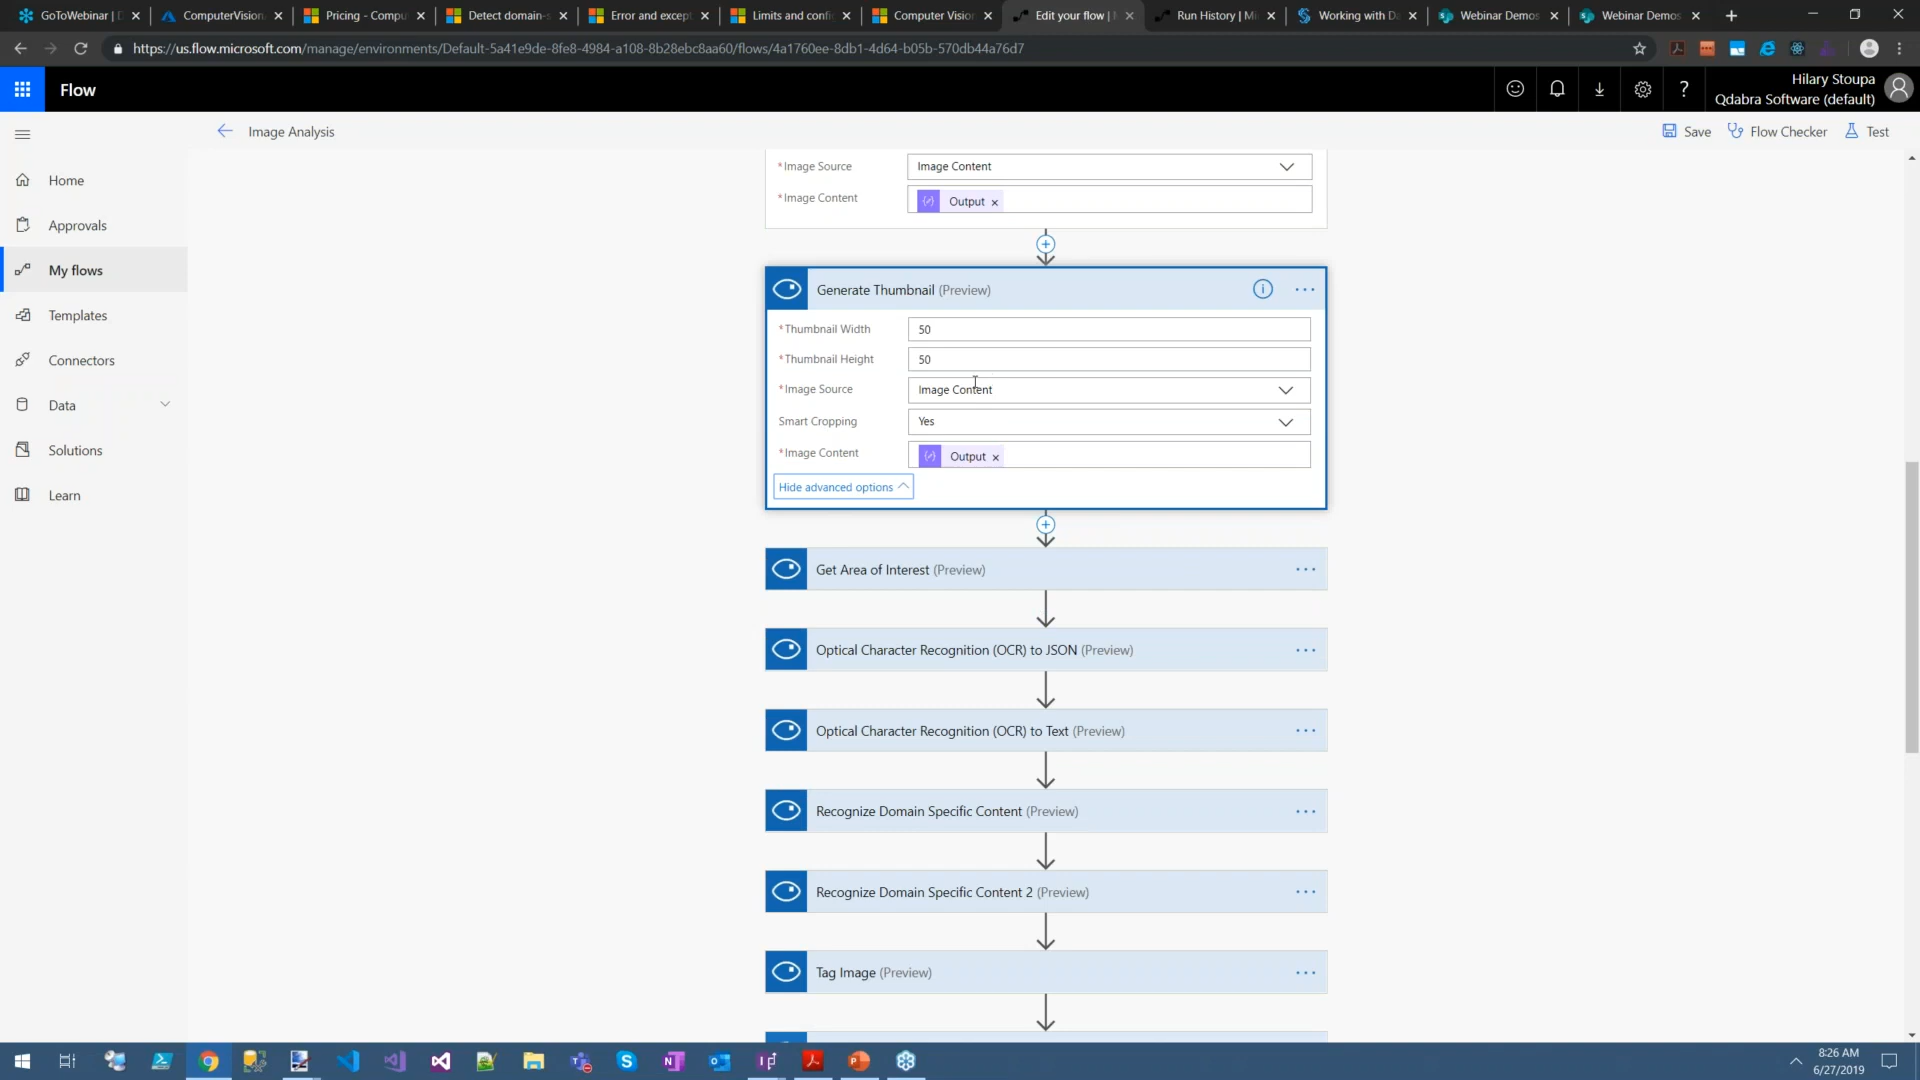 GoToWebinar | D
ComputerVision
Pricing - Compu
Detect domain-s
Error and except
Limits and confi
Computer Vision
Edit your flow |
Run History | Mi
Working with Da
Webinar Demos
Webinar Demos
https://us.flow.microsoft.com/manage/environments/Default-5a41e9de-8fe8-4984-a108-8b28ebc8aa60/flows/4a1760ee-8db1-4d64-b05b-570db44a76d7
Flow
Hilary Stoupa
Qdabra Software (default)
Image Analysis
Save
Flow Checker
Test
Home
Approvals
My flows
Templates
Connectors
Data
Solutions
Learn
*Image Source
Image Content
*Image Content
Output ×
Generate Thumbnail (Preview)
*Thumbnail Width
50
*Thumbnail Height
50
*Image Source
Image Content
Smart Cropping
Yes
*Image Content
Output ×
Hide advanced options
Get Area of Interest (Preview)
Optical Character Recognition (OCR) to JSON (Preview)
Optical Character Recognition (OCR) to Text (Preview)
Recognize Domain Specific Content (Preview)
Recognize Domain Specific Content 2 (Preview)
Tag Image (Preview)
8:26 AM
6/27/2019